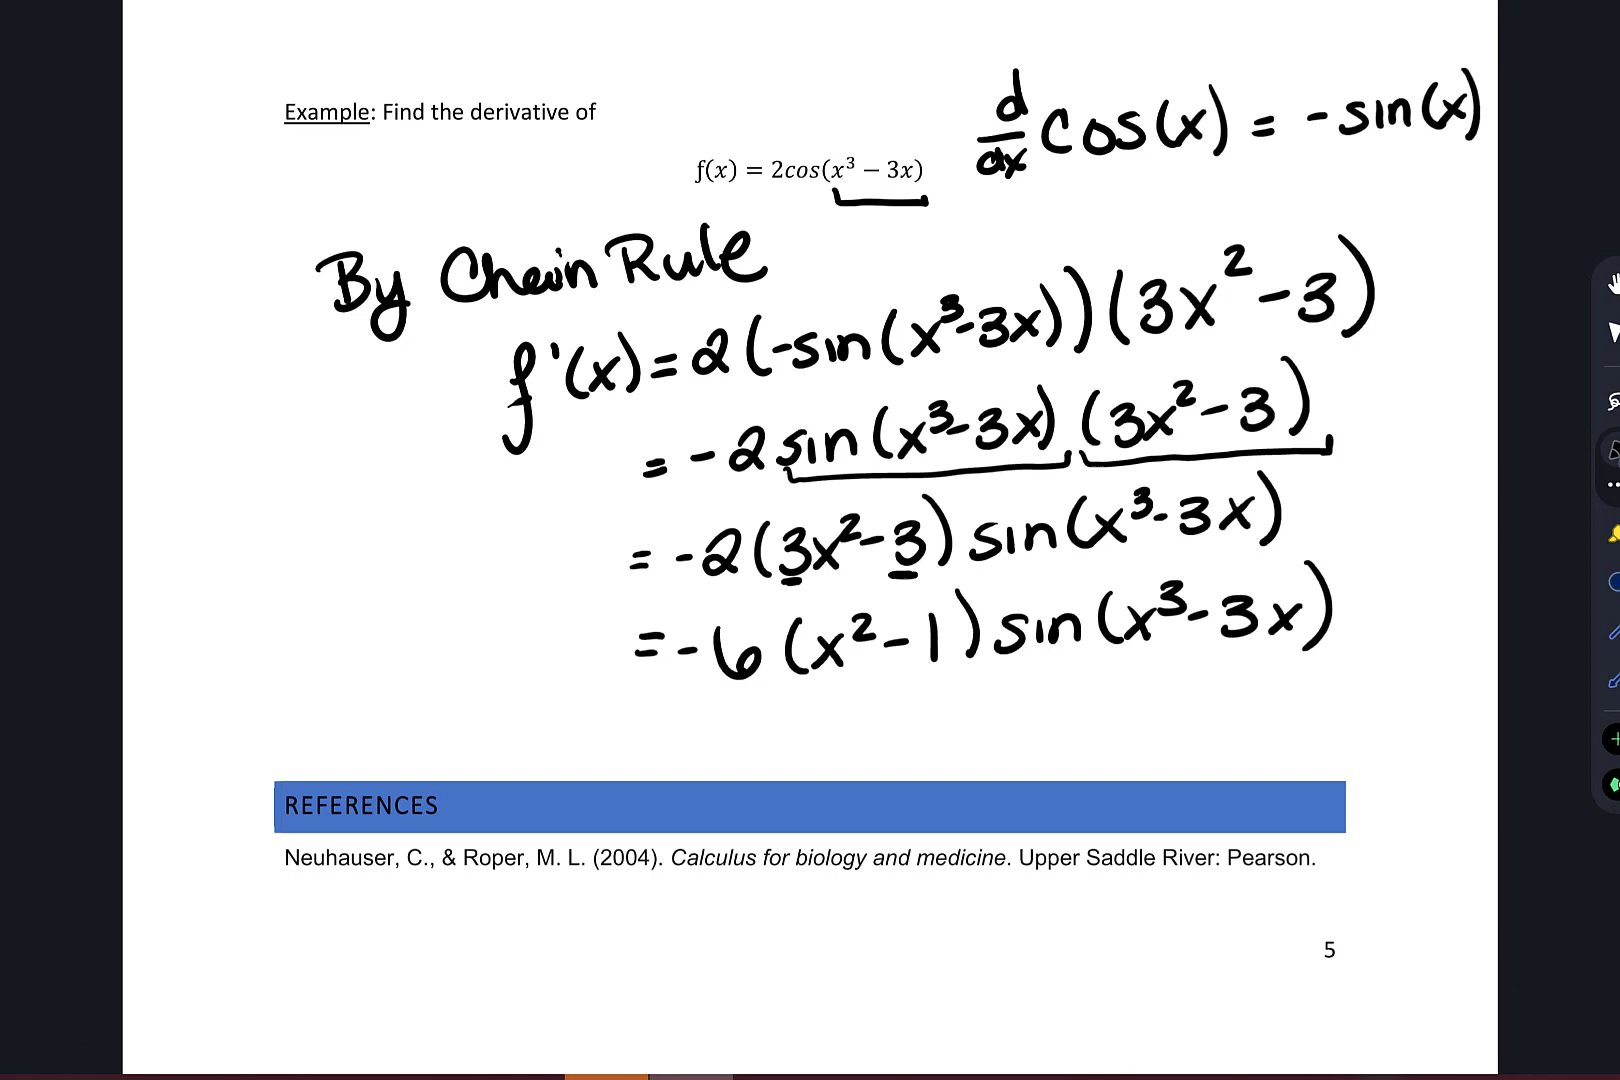 Example: Find the derivative of
d/dx cos(x) = -sin(x)
f(x) = 2cos(x³ − 3x)
By Chain Rule
f'(x) = 2(-sin(x³-3x))(3x²-3)
= -2 sin(x³-3x)(3x²-3)
= -2(3x²-3) sin(x³-3x)
= -6(x²-1) sin(x³-3x)
REFERENCES
Neuhauser, C., & Roper, M. L. (2004). Calculus for biology and medicine. Upper Saddle River: Pearson.
5